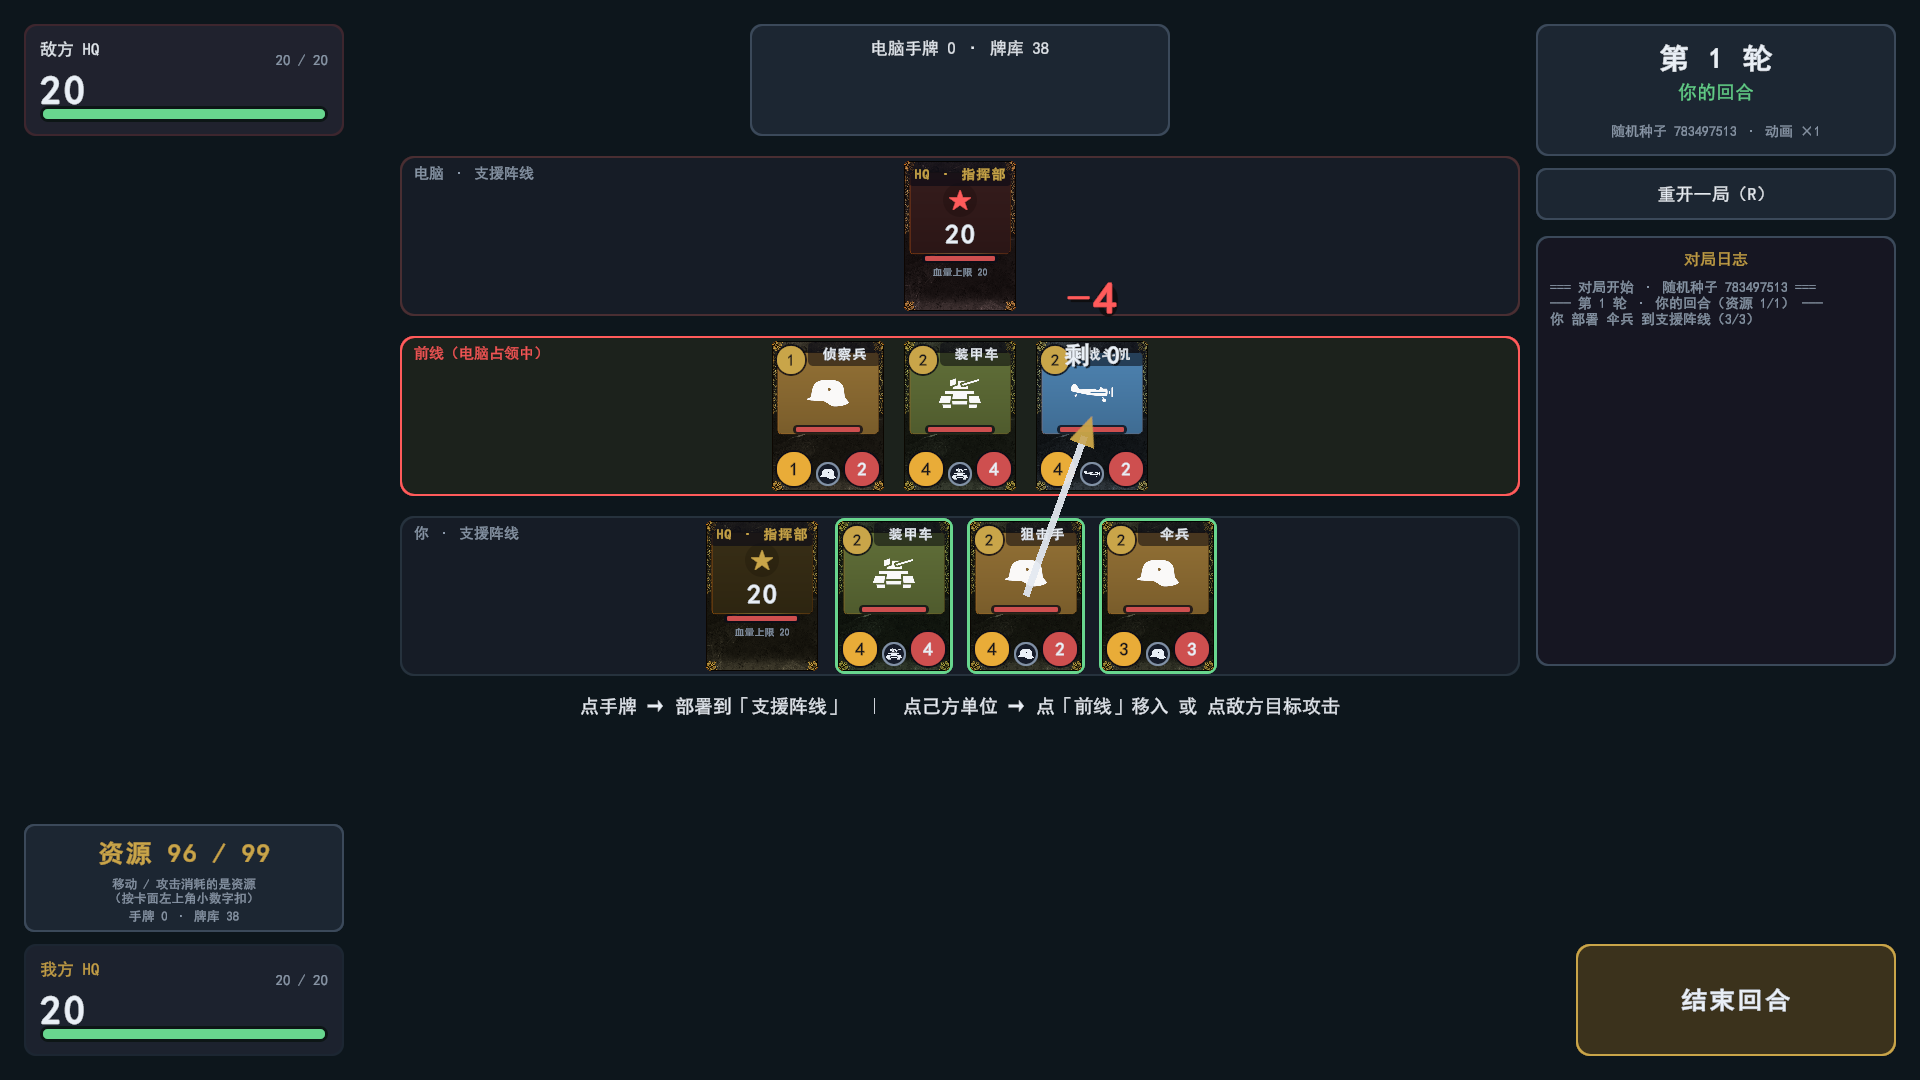 敌方 HQ
20 / 20
20
电脑手牌 0 · 牌库 38
第 1 轮
你的回合
随机种子 783497513 · 动画 ×1
重开一局（R）
对局日志
═══ 对局开始 · 随机种子 783497513 ═══
── 第 1 轮 · 你的回合（资源 1/1） ──
你 部署 伞兵 到支援阵线（3/3）
电脑 · 支援阵线
HQ · 指挥部
20
血量上限 20
-4
前线（电脑占领中）
1 侦察兵
1 2
2 装甲车
4 4
2 战斗机
剩 0
4 2
你 · 支援阵线
HQ · 指挥部
20
血量上限 20
2 装甲车
4 4
2 狙击手
4 2
2 伞兵
3 3
点手牌 → 部署到「支援阵线」 | 点己方单位 → 点「前线」移入 或 点敌方目标攻击
资源 96 / 99
移动 / 攻击消耗的是资源
（按卡面左上角小数字扣）
手牌 0 · 牌库 38
我方 HQ
20 / 20
20
结束回合